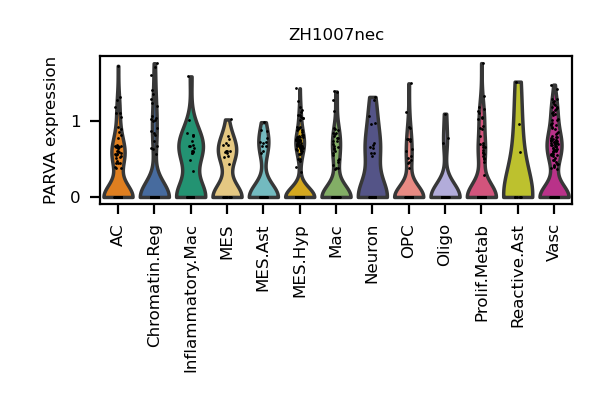 ZH1007nec
PARVA expression
1
0
AC
Chromatin.Reg
Inflammatory.Mac
MES
MES.Ast
MES.Hyp
Mac
Neuron
OPC
Oligo
Prolif.Metab
Reactive.Ast
Vasc